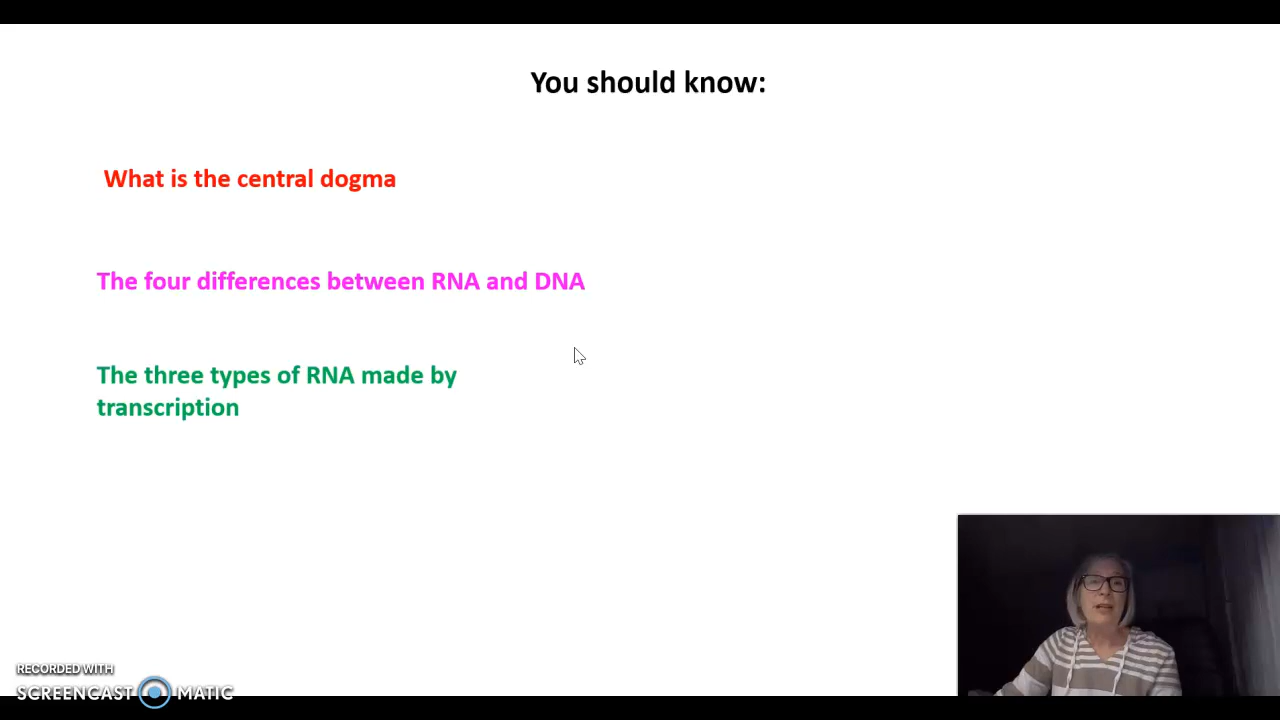 You should know:
What is the central dogma
The four differences between RNA and DNA
The three types of RNA made by
transcription
RECORDED WITH
SCREENCAST MATIC